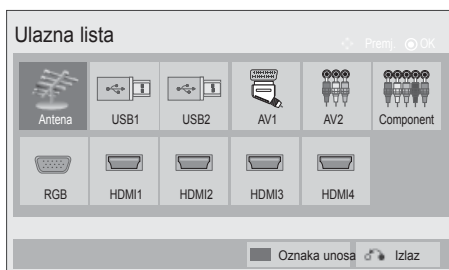 Ulazna lista
Premj. OK
Antena USB1 USB2 AV1 AV2 Component
RGB HDMI1 HDMI2 HDMI3 HDMI4
Oznaka unosa Izlaz